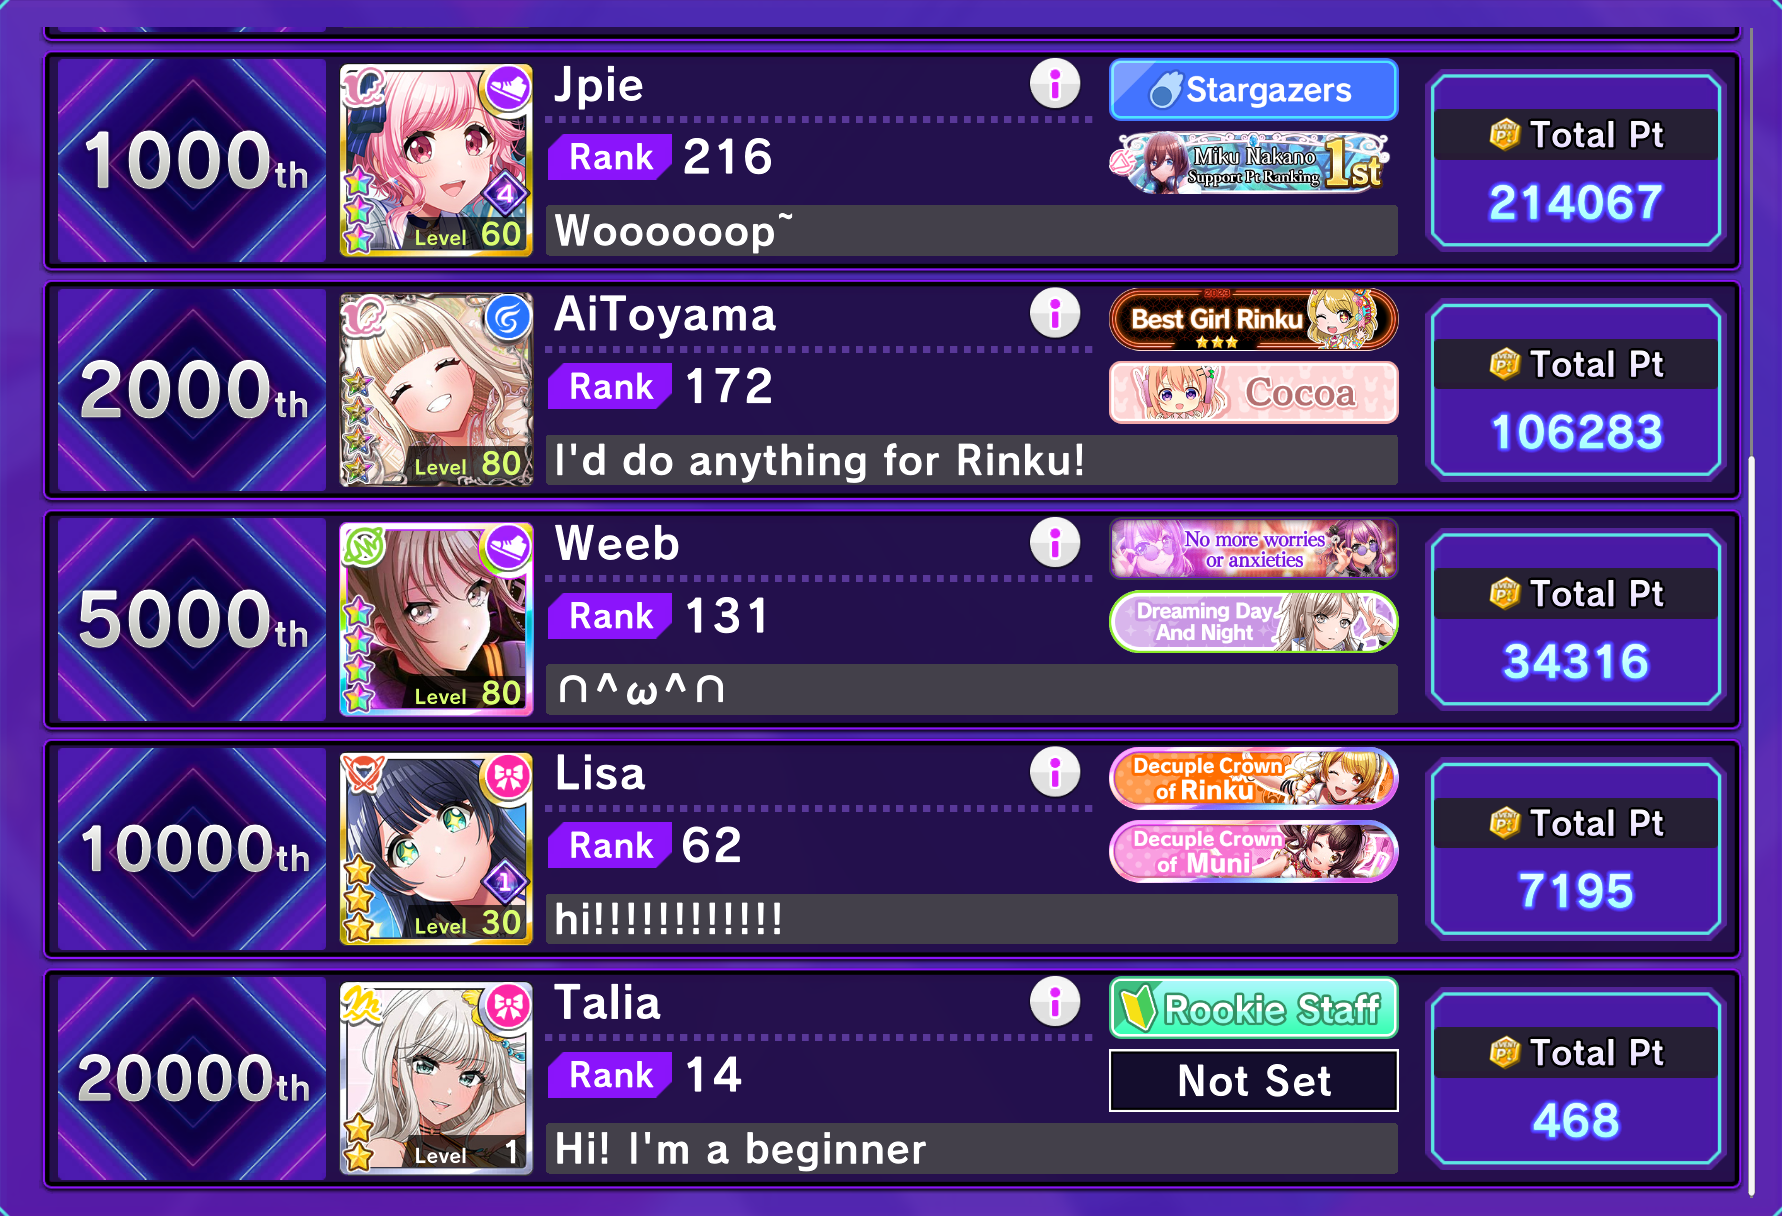 1000th
Jpie
Stargazers
Rank 216
Miku Nakano
Support Pt Ranking 1st
4
Level 60
Woooooop~
Total Pt
214067
2000th
AiToyama
2023
Best Girl Rinku
Rank 172
Cocoa
Level 80
I'd do anything for Rinku!
Total Pt
106283
5000th
Weeb
No more worries
or anxieties
Rank 131
Dreaming Day
And Night
Level 80
∩^ω^∩
Total Pt
34316
10000th
Lisa
Decuple Crown
of Rinku
Rank 62
Decuple Crown
of Muni
1
Level 30
hi!!!!!!!!!!!!
Total Pt
7195
20000th
Talia
Rookie Staff
Rank 14
Not Set
Level 1
Hi! I'm a beginner
Total Pt
468